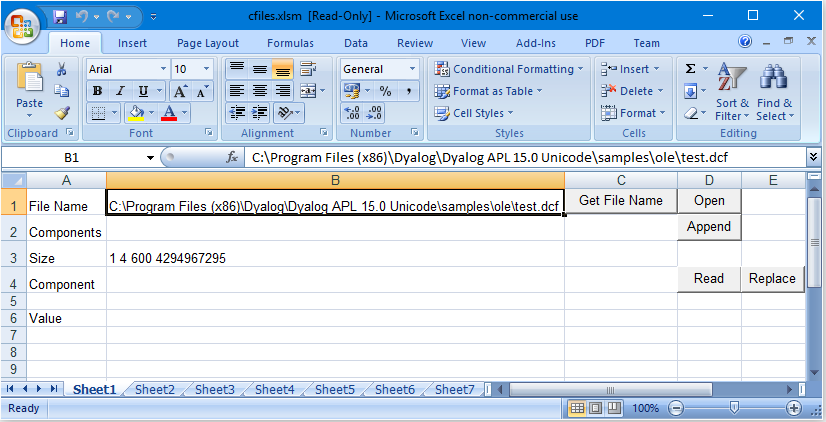 cfiles.xlsm [Read-Only] - Microsoft Excel non-commercial use
Home Insert Page Layout Formulas Data Review View Add-Ins PDF Team
Paste
Clipboard
Arial 10
B I U A A
A
Font
Alignment
General
% ,
.00 .0
Number
Conditional Formatting
Format as Table
Cell Styles
Styles
Insert
Delete
Format
Cells
Σ
Sort & Filter
Find & Select
Editing
B1 fx C:\Program Files (x86)\Dyalog\Dyalog APL 15.0 Unicode\samples\ole\test.dcf
A B C D E
1 File Name C:\Program Files (x86)\Dyalog\Dyalog APL 15.0 Unicode\samples\ole\test.dcf Get File Name Open
2 Components Append
3 Size 1 4 600 4294967295
4 Component Read Replace
5
6 Value
7
8
9
Sheet1 Sheet2 Sheet3 Sheet4 Sheet5 Sheet6 Sheet7
Ready 100%